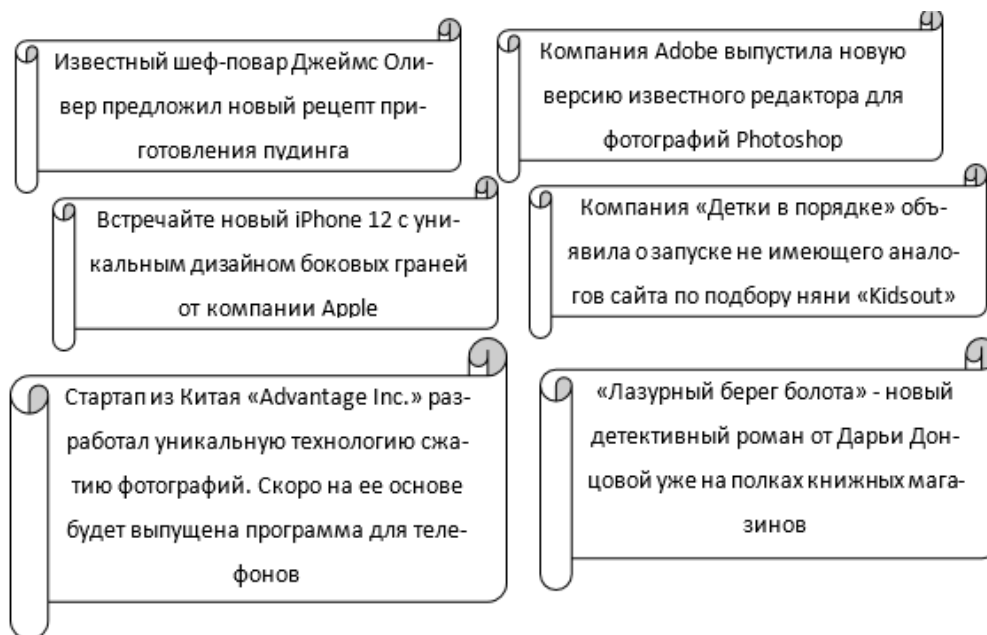 Известный шеф-повар Джеймс Оли-
вер предложил новый рецепт при-
готовления пудинга
Компания Adobe выпустила новую
версию известного редактора для
фотографий Photoshop
Встречайте новый iPhone 12 с уни-
кальным дизайном боковых граней
от компании Apple
Компания «Детки в порядке» объ-
явила о запуске не имеющего анало-
гов сайта по подбору няни «Kidsout»
Стартап из Китая «Advantage Inc.» раз-
работал уникальную технологию сжа-
тию фотографий. Скоро на ее основе
будет выпущена программа для теле-
фонов
«Лазурный берег болота» - новый
детективный роман от Дарьи Дон-
цовой уже на полках книжных мага-
зинов